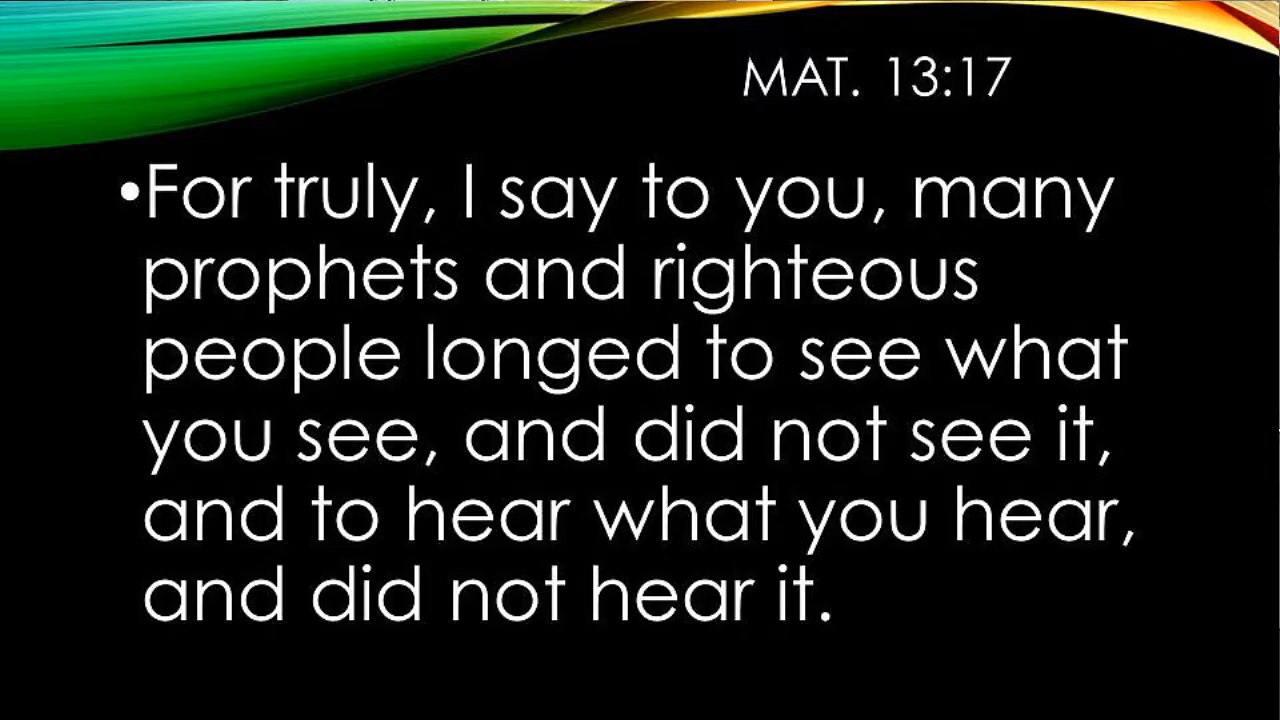 MAT. 13:17
•For truly, I say to you, many
prophets and righteous
people longed to see what
you see, and did not see it,
and to hear what you hear,
and did not hear it.